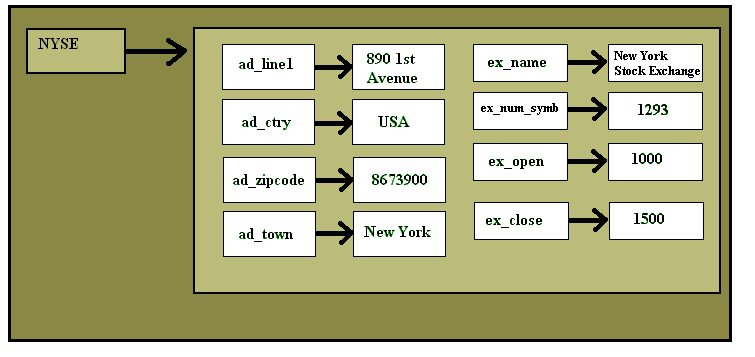 NYSE
ad_line1
890 1st
Avenue
ad_ctry
USA
ad_zipcode
8673900
ad_town
New York
ex_name
New York
Stock Exchange
ex_num_symb
1293
ex_open
1000
ex_close
1500